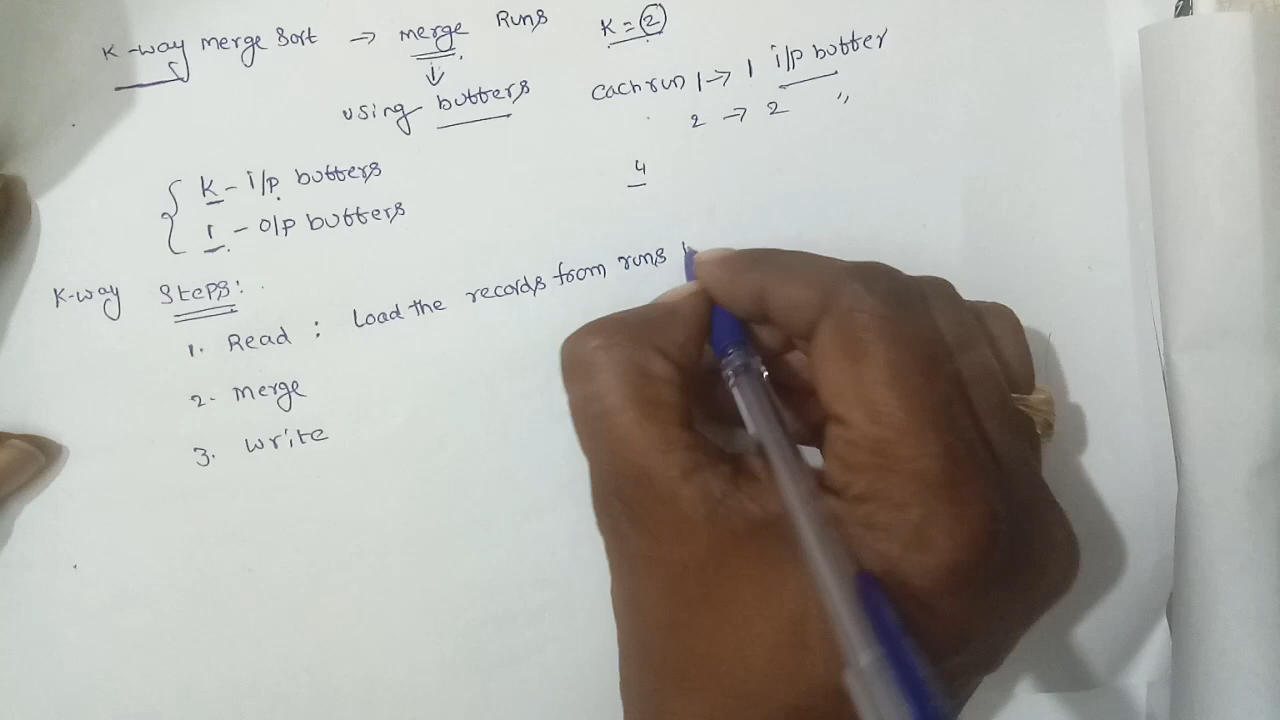 K-way merge Sort → merge Runs K = 2
using buffers each run 1 → 1 i/p buffer
2 → 2 "
K - i/p buffers 4
1 - o/p buffers
K-way Steps:
1. Read : Load the records from runs
2. merge
3. write